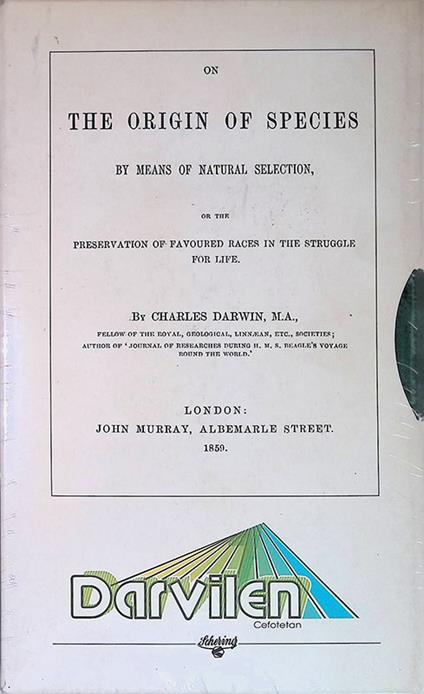 ON
THE ORIGIN OF SPECIES
BY MEANS OF NATURAL SELECTION,
OR THE
PRESERVATION OF FAVOURED RACES IN THE STRUGGLE
FOR LIFE.
BY CHARLES DARWIN, M.A.,
FELLOW OF THE ROYAL, GEOLOGICAL, LINNÆAN, ETC., SOCIETIES;
AUTHOR OF 'JOURNAL OF RESEARCHES DURING H. M. S. BEAGLE'S VOYAGE
ROUND THE WORLD.'
LONDON:
JOHN MURRAY, ALBEMARLE STREET.
1859.
Darvilen
Cefotetan
Schering